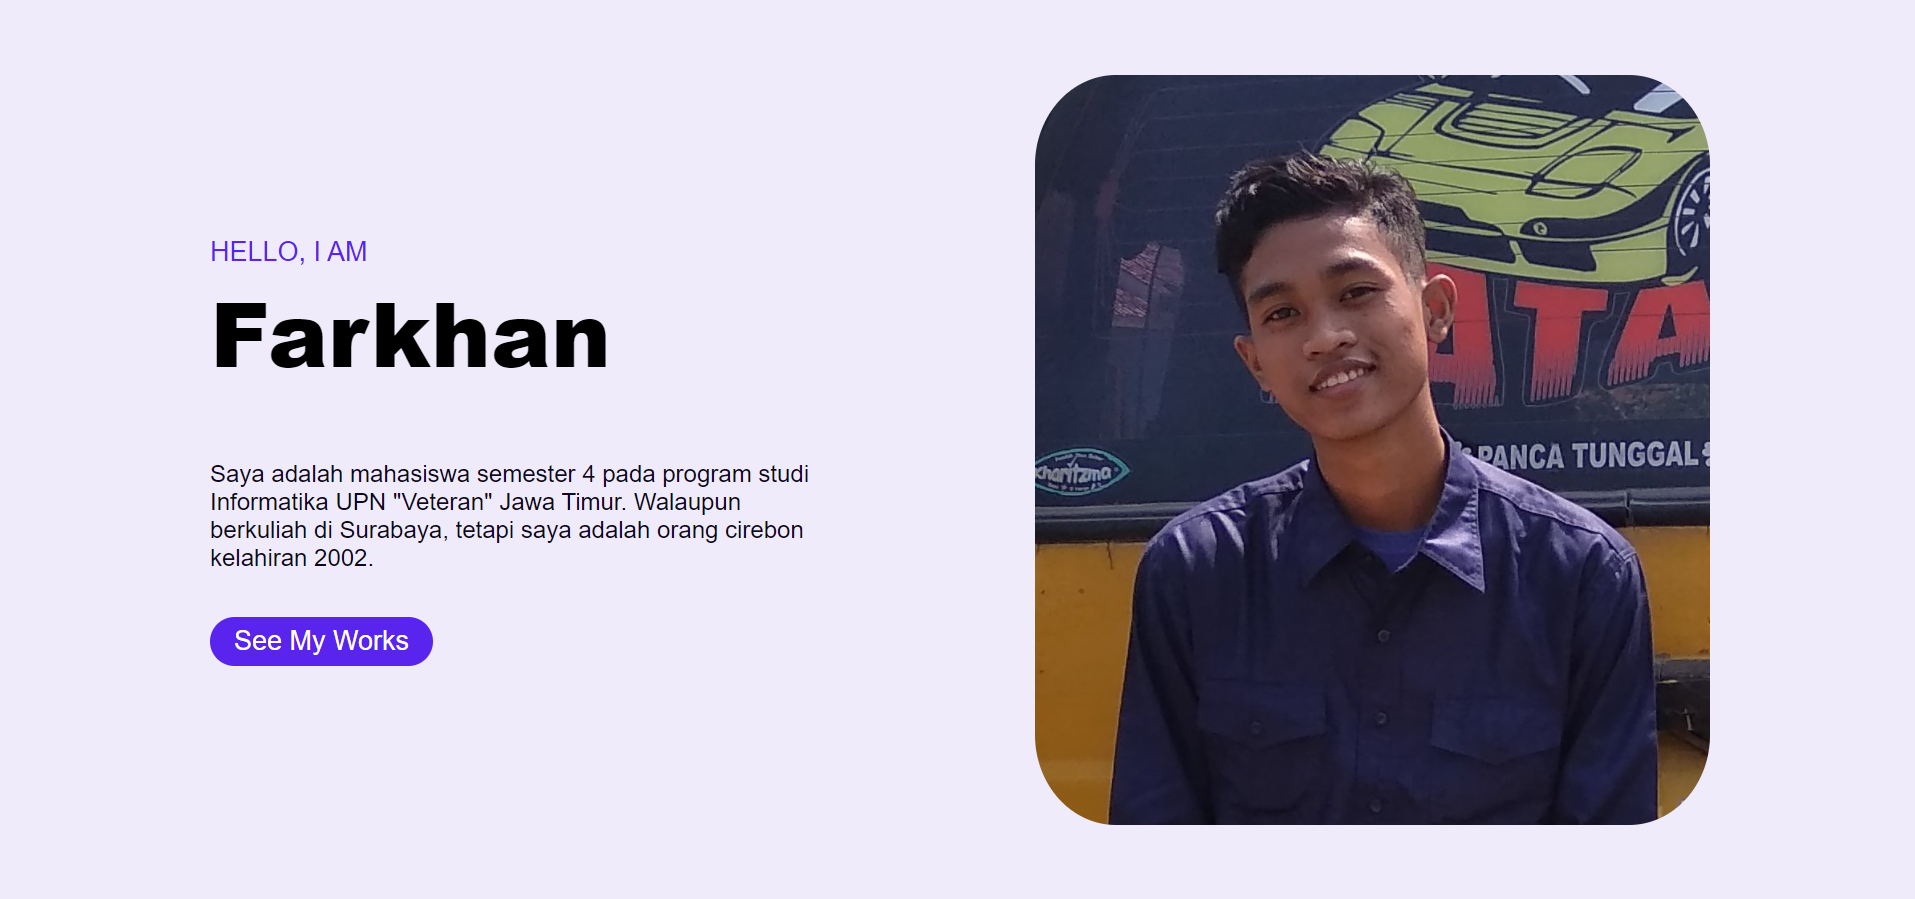 HELLO, I AM
Farkhan
Saya adalah mahasiswa semester 4 pada program studi
Informatika UPN "Veteran" Jawa Timur. Walaupun
berkuliah di Surabaya, tetapi saya adalah orang cirebon
kelahiran 2002.
See My Works
ATA
PANCA TUNGGAL
kharizma